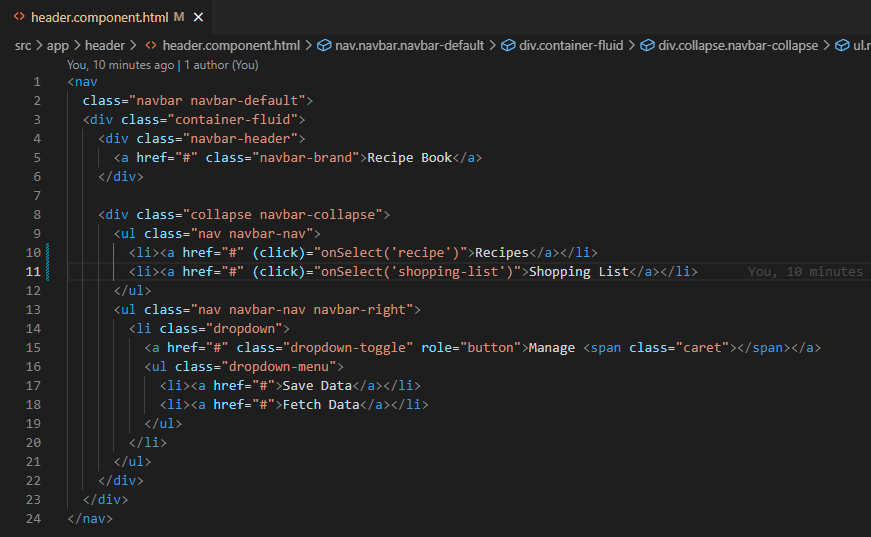 header.component.html M
src > app > header > header.component.html > nav.navbar.navbar-default > div.container-fluid > div.collapse.navbar-collapse >
You, 10 minutes ago | 1 author (You)
1 <nav
2   class="navbar navbar-default">
3   <div class="container-fluid">
4     <div class="navbar-header">
5       <a href="#" class="navbar-brand">Recipe Book</a>
6     </div>
7
8     <div class="collapse navbar-collapse">
9       <ul class="nav navbar-nav">
10         <li><a href="#" (click)="onSelect('recipe')">Recipes</a></li>
11         <li><a href="#" (click)="onSelect('shopping-list')">Shopping List</a></li> You, 10 minutes
12       </ul>
13       <ul class="nav navbar-nav navbar-right">
14         <li class="dropdown">
15           <a href="#" class="dropdown-toggle" role="button">Manage <span class="caret"></span></a>
16           <ul class="dropdown-menu">
17             <li><a href="#">Save Data</a></li>
18             <li><a href="#">Fetch Data</a></li>
19           </ul>
20         </li>
21       </ul>
22     </div>
23   </div>
24 </nav>